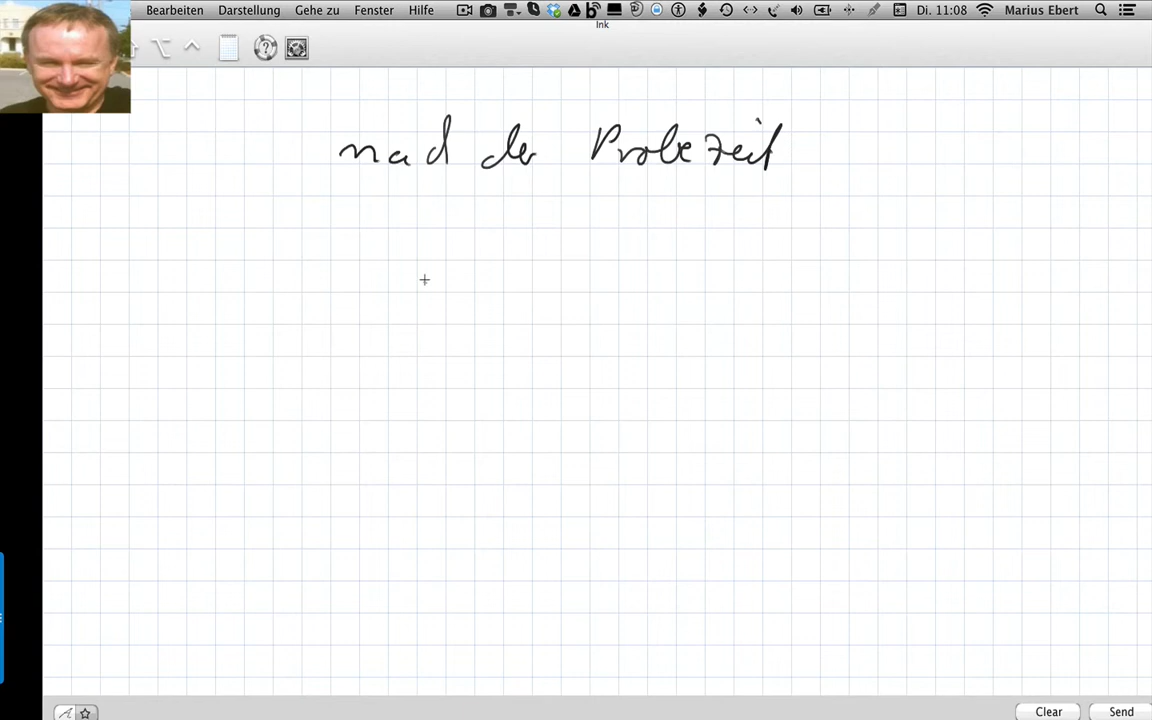 Bearbeiten Darstellung Gehe zu Fenster Hilfe Di. 11:08 Marius Ebert
Ink
nach der Probezeit
Clear Send